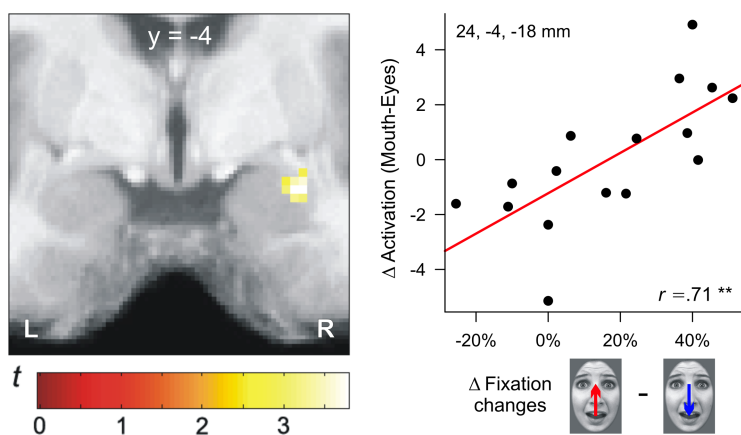 y = -4
L
R
t
0
1
2
3
24, -4, -18 mm
Δ Activation (Mouth-Eyes)
4
2
0
-2
-4
r =.71 **
-20%
0%
20%
40%
Δ Fixation
changes
-